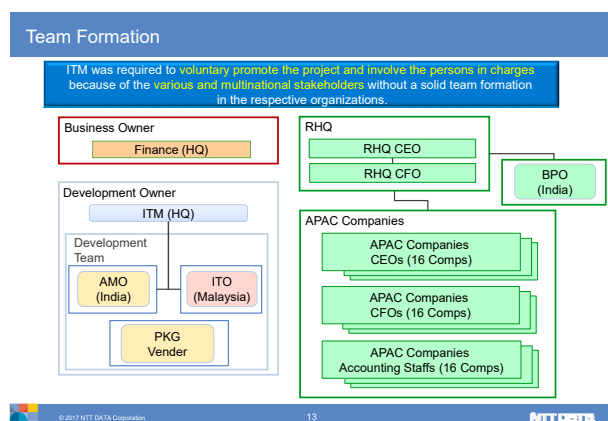 Team Formation
ITM was required to voluntary promote the project and involve the persons in charges
because of the various and multinational stakeholders without a solid team formation
in the respective organizations.
Business Owner
Finance (HQ)
Development Owner
ITM (HQ)
Development
Team
AMO
(India)
ITO
(Malaysia)
PKG
Vender
RHQ
RHQ CEO
RHQ CFO
BPO
(India)
APAC Companies
APAC Companies
CEOs (16 Comps)
APAC Companies
CFOs (16 Comps)
APAC Companies
Accounting Staffs (16 Comps)
© 2017 NTT DATA Corporation
13
NTT DATA